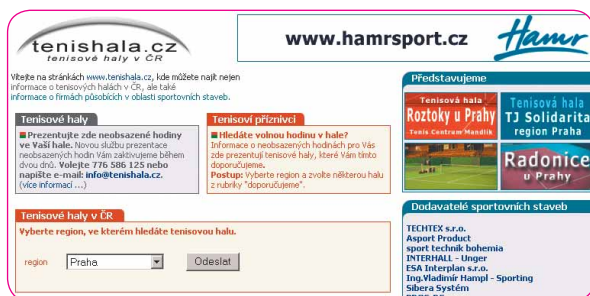 tenishala.cz
tenisové haly v ČR
www.hamrsport.cz
Hamr
Vítejte na stránkách www.tenishala.cz, kde můžete najít nejen
informace o tenisových halách v ČR, ale také
informace o firmách působících v oblasti sportovních staveb.
Tenisové haly
Prezentujte zde neobsazené hodiny
ve Vaší hale. Novou službu prezentace
neobsazených hodin Vám zaktivujeme během
dvou dnů. Volejte 776 586 125 nebo
napište e-mail: info@tenishala.cz.
(více informací ...)
Tenisoví příznivci
Hledáte volnou hodinu v hale?
Informace o neobsazených hodinách pro Vás
zde prezentují tenisové haly, které Vám tímto
doporučujeme.
Postup: Vyberte region a zvolte některou halu
z rubriky "doporučujeme".
Tenisové haly v ČR
Vyberte region, ve kterém hledáte tenisovou halu.
region
Praha
Odeslat
Představujeme
Tenisová hala
Roztoky u Prahy
Tenis Centrum Mandlík
Tenisová hala
TJ Solidarita
region Praha
Radonice
u Prahy
Dodavatelé sportovních staveb
TECHTEX s.r.o.
Asport Product
sport technik bohemia
INTERHALL - Unger
ESA Interplan s.r.o.
Ing.Vladimír Hampl - Sporting
Sibera Systém